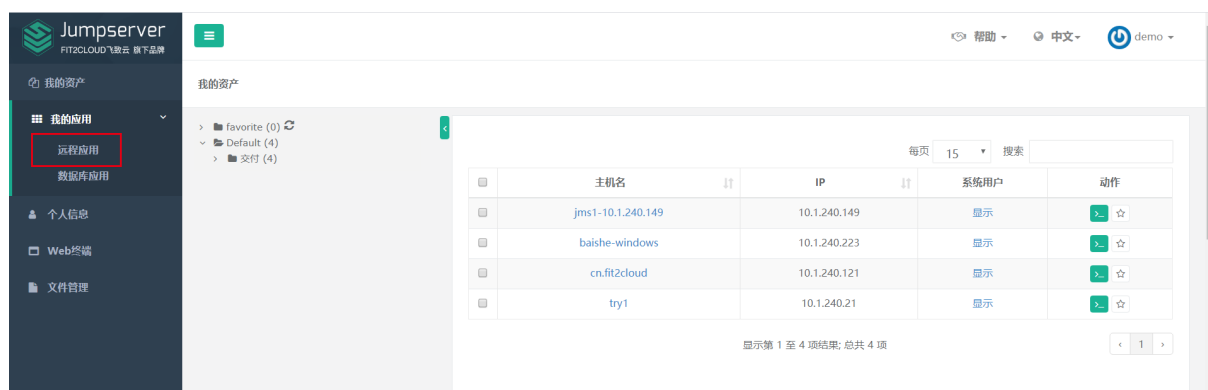 Jumpserver
FIT2CLOUD飞致云 旗下品牌
帮助
中文
demo
我的资产
我的应用
远程应用
数据库应用
个人信息
Web终端
文件管理
我的资产
favorite (0)
Default (4)
交付 (4)
每页 15 搜索
主机名 IP 系统用户 动作
jms1-10.1.240.149 10.1.240.149 显示
baishe-windows 10.1.240.223 显示
cn.fit2cloud 10.1.240.121 显示
try1 10.1.240.21 显示
显示第 1 至 4 项结果; 总共 4 项
‹ 1 ›